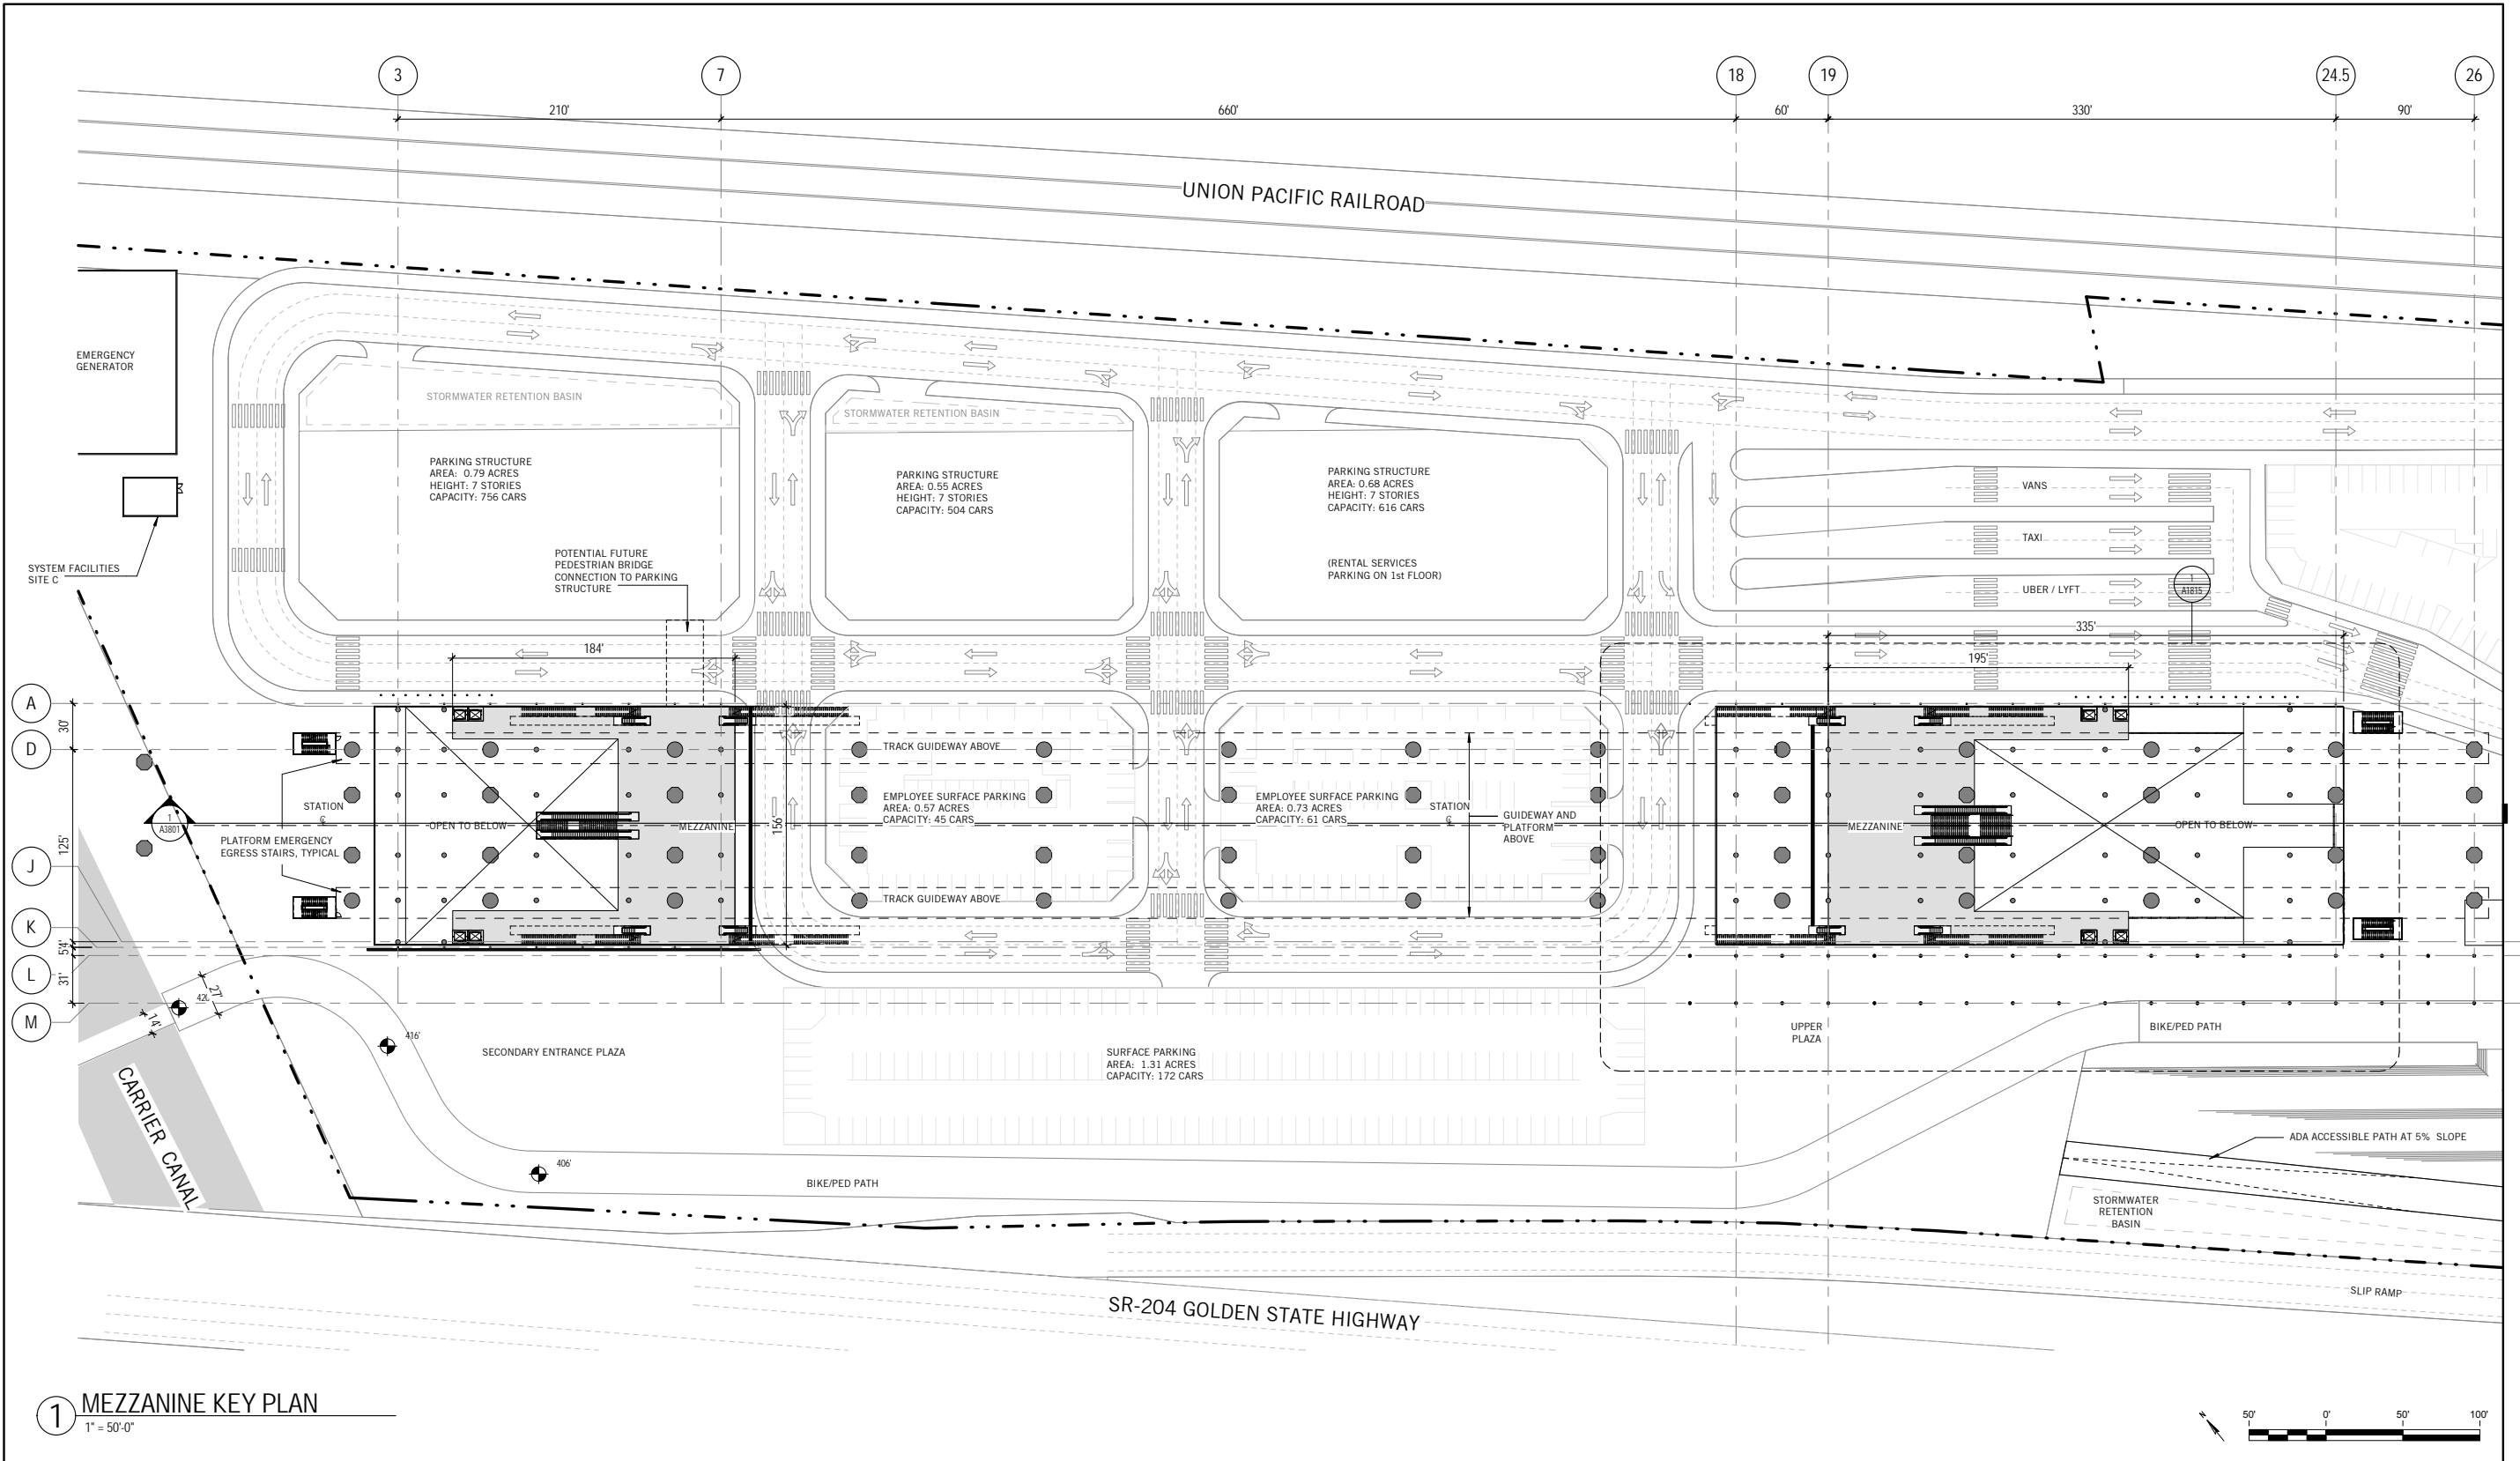 3
7
18
19
24.5
26
210'
660'
60'
330'
90'
UNION PACIFIC RAILROAD
EMERGENCY
GENERATOR
STORMWATER RETENTION BASIN
STORMWATER RETENTION BASIN
PARKING STRUCTURE
AREA: 0.79 ACRES
HEIGHT: 7 STORIES
CAPACITY: 756 CARS
PARKING STRUCTURE
AREA: 0.55 ACRES
HEIGHT: 7 STORIES
CAPACITY: 504 CARS
PARKING STRUCTURE
AREA: 0.68 ACRES
HEIGHT: 7 STORIES
CAPACITY: 616 CARS
(RENTAL SERVICES
PARKING ON 1st FLOOR)
VANS
TAXI
UBER / LYFT
1
A1815
SYSTEM FACILITIES
SITE C
POTENTIAL FUTURE
PEDESTRIAN BRIDGE
CONNECTION TO PARKING
STRUCTURE
184'
335'
195'
A
30'
D
125'
J
K
5'4"
L
31'
M
TRACK GUIDEWAY ABOVE
STATION
℄
OPEN TO BELOW
MEZZANINE
156'
EMPLOYEE SURFACE PARKING
AREA: 0.57 ACRES
CAPACITY: 45 CARS
EMPLOYEE SURFACE PARKING
AREA: 0.73 ACRES
CAPACITY: 61 CARS
STATION
℄
GUIDEWAY AND
PLATFORM
ABOVE
MEZZANINE
OPEN TO BELOW
1
A3801
PLATFORM EMERGENCY
EGRESS STAIRS, TYPICAL
TRACK GUIDEWAY ABOVE
27'
14'
416'
406'
SECONDARY ENTRANCE PLAZA
SURFACE PARKING
AREA: 1.31 ACRES
CAPACITY: 172 CARS
UPPER
PLAZA
BIKE/PED PATH
CARRIER CANAL
BIKE/PED PATH
ADA ACCESSIBLE PATH AT 5% SLOPE
STORMWATER
RETENTION
BASIN
SLIP RAMP
SR-204 GOLDEN STATE HIGHWAY
1
MEZZANINE KEY PLAN
1" = 50'-0"
N
50'
0'
50'
100'